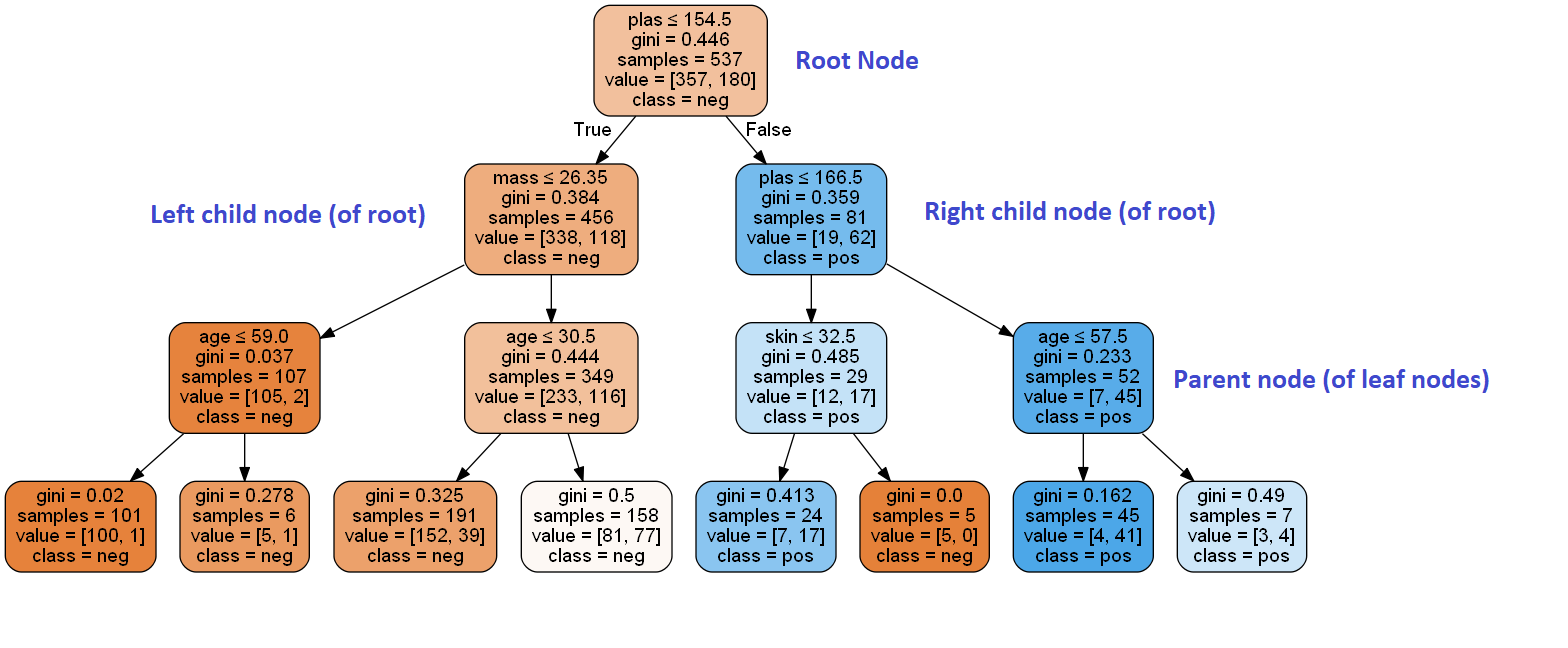 plas ≤ 154.5
gini = 0.446
samples = 537
value = [357, 180]
class = neg
Root Node
True
False
mass ≤ 26.35
gini = 0.384
samples = 456
value = [338, 118]
class = neg
Left child node (of root)
plas ≤ 166.5
gini = 0.359
samples = 81
value = [19, 62]
class = pos
Right child node (of root)
age ≤ 59.0
gini = 0.037
samples = 107
value = [105, 2]
class = neg
age ≤ 30.5
gini = 0.444
samples = 349
value = [233, 116]
class = neg
skin ≤ 32.5
gini = 0.485
samples = 29
value = [12, 17]
class = pos
age ≤ 57.5
gini = 0.233
samples = 52
value = [7, 45]
class = pos
Parent node (of leaf nodes)
gini = 0.02
samples = 101
value = [100, 1]
class = neg
gini = 0.278
samples = 6
value = [5, 1]
class = neg
gini = 0.325
samples = 191
value = [152, 39]
class = neg
gini = 0.5
samples = 158
value = [81, 77]
class = neg
gini = 0.413
samples = 24
value = [7, 17]
class = pos
gini = 0.0
samples = 5
value = [5, 0]
class = neg
gini = 0.162
samples = 45
value = [4, 41]
class = pos
gini = 0.49
samples = 7
value = [3, 4]
class = pos